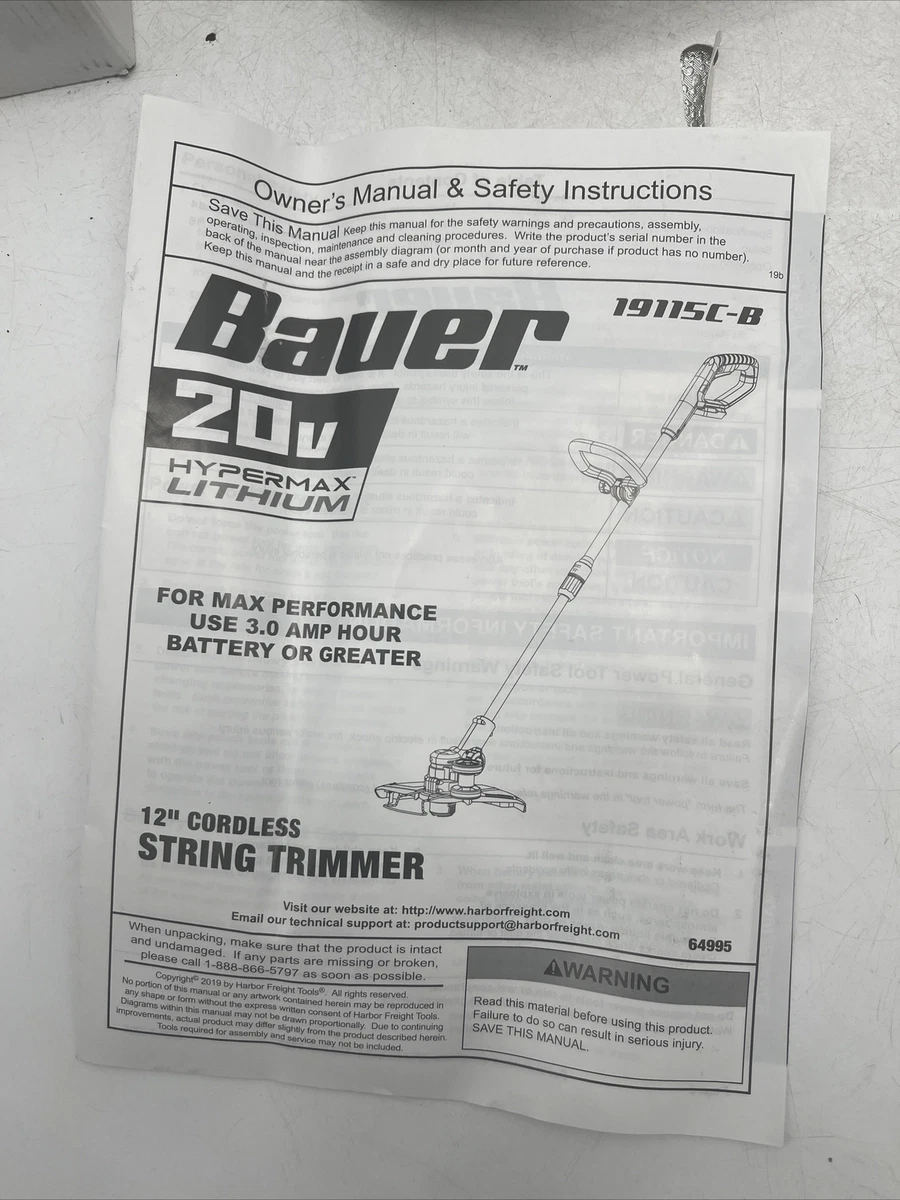 Owner's Manual & Safety Instructions
Save This Manual Keep this manual for the safety warnings and precautions, assembly,
operating, inspection, maintenance and cleaning procedures. Write the product's serial number in the
back of the manual near the assembly diagram (or month and year of purchase if product has no number).
Keep this manual and the receipt in a safe and dry place for future reference.
19b
Bauer™
19115C-B
20V
HYPERMAX™
LITHIUM
FOR MAX PERFORMANCE
USE 3.0 AMP HOUR
BATTERY OR GREATER
12" CORDLESS
STRING TRIMMER
Visit our website at: http://www.harborfreight.com
Email our technical support at: productsupport@harborfreight.com
64995
When unpacking, make sure that the product is intact
and undamaged. If any parts are missing or broken,
please call 1-888-866-5797 as soon as possible.
Copyright© 2019 by Harbor Freight Tools®. All rights reserved.
No portion of this manual or any artwork contained herein may be reproduced in
any shape or form without the express written consent of Harbor Freight Tools.
Diagrams within this manual may not be drawn proportionally. Due to continuing
improvements, actual product may differ slightly from the product described herein.
Tools required for assembly and service may not be included.
⚠WARNING
Read this material before using this product.
Failure to do so can result in serious injury.
SAVE THIS MANUAL.